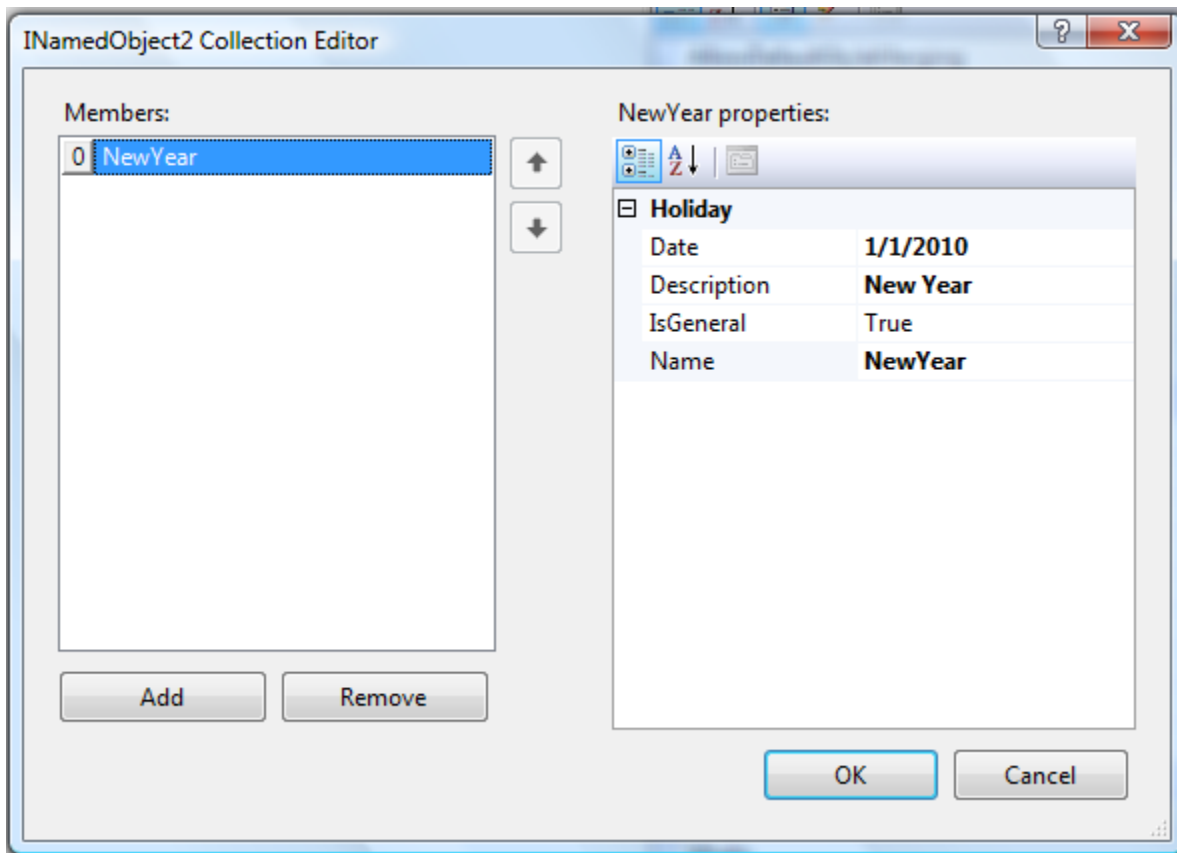 INamedObject2 Collection Editor
?
X
Members:
0 NewYear
Add
Remove
NewYear properties:
AZ
Holiday
Date 1/1/2010
Description New Year
IsGeneral True
Name NewYear
OK
Cancel